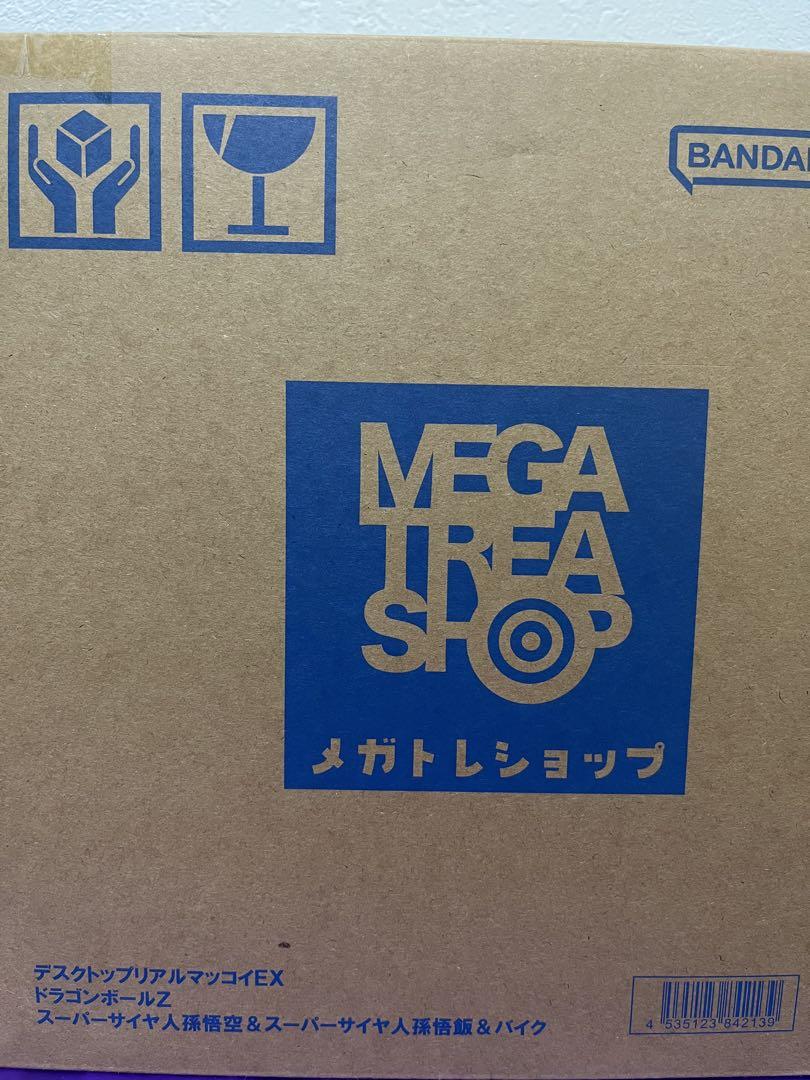 BANDAI
MEGA
TREA
SHOP
メガトレショップ
デスクトップリアルマッコイEX
ドラゴンボールZ
スーパーサイヤ人孫悟空&スーパーサイヤ人孫悟飯&バイク
4 535123 842139